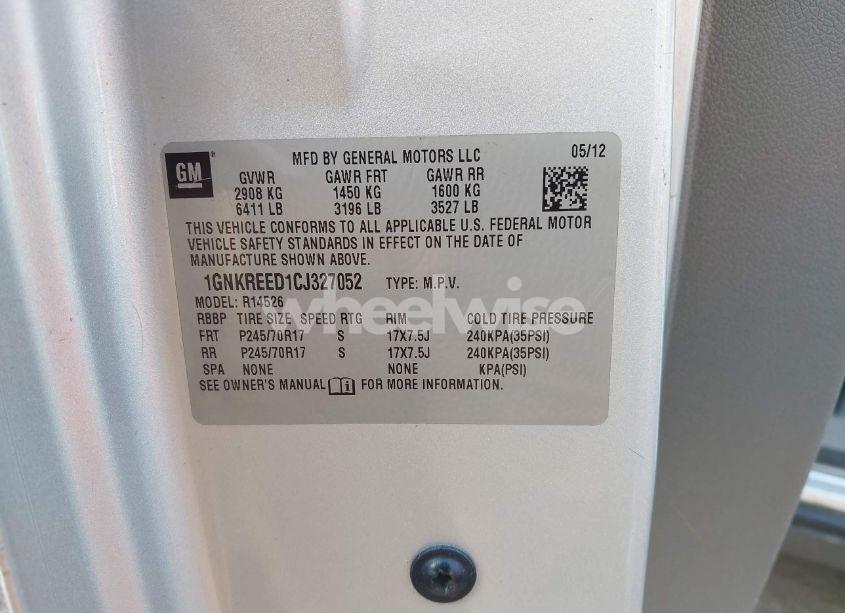 GM
MFD BY GENERAL MOTORS LLC 05/12
GVWR GAWR FRT GAWR RR
2908 KG 1450 KG 1600 KG
6411 LB 3196 LB 3527 LB
THIS VEHICLE CONFORMS TO ALL APPLICABLE U.S. FEDERAL MOTOR
VEHICLE SAFETY STANDARDS IN EFFECT ON THE DATE OF
MANUFACTURE SHOWN ABOVE.
1GNKREED1CJ327052 TYPE: M.P.V.
MODEL: R14526
wheelwise
RBBP TIRE SIZE SPEED RTG RIM COLD TIRE PRESSURE
FRT P245/70R17 S 17X7.5J 240KPA(35PSI)
RR P245/70R17 S 17X7.5J 240KPA(35PSI)
SPA NONE NONE KPA(PSI)
SEE OWNER'S MANUAL FOR MORE INFORMATION.